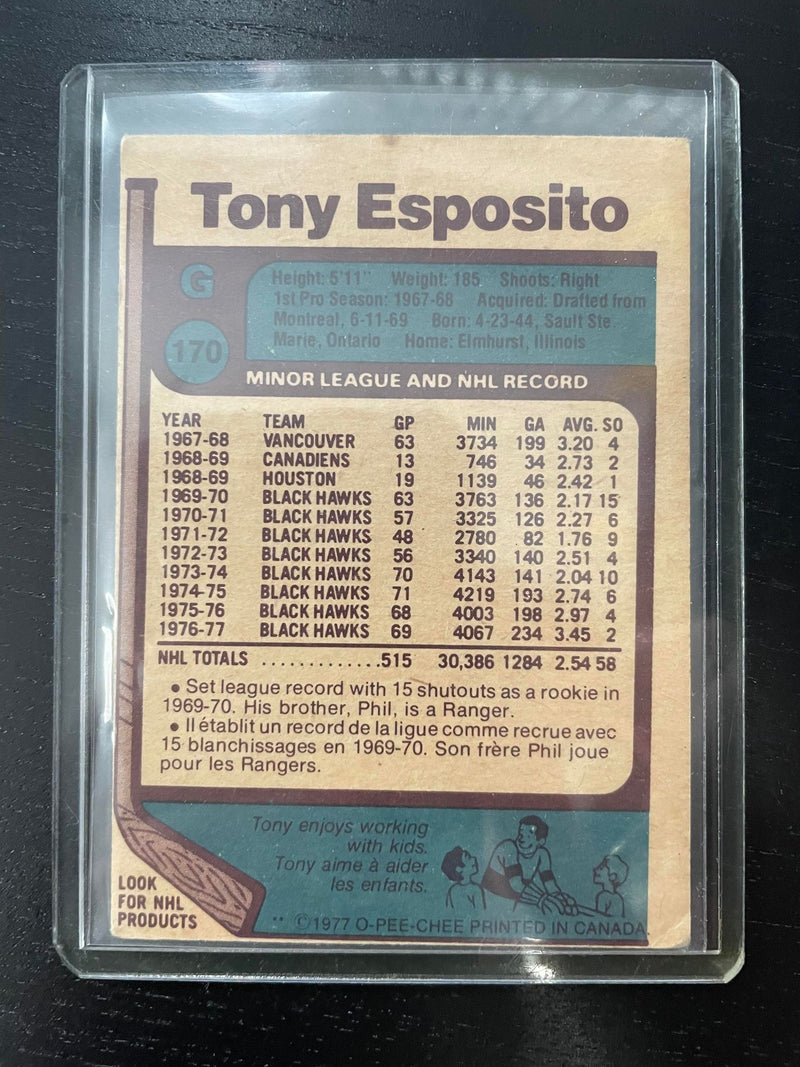 Tony Esposito
G
Height: 5'11" Weight: 185 Shoots: Right
1st Pro Season: 1967-68 Acquired: Drafted from
Montreal, 6-11-69 Born: 4-23-44, Sault Ste.
Marie, Ontario Home: Elmhurst, Illinois
170
MINOR LEAGUE AND NHL RECORD
YEAR TEAM GP MIN GA AVG. SO
1967-68 VANCOUVER 63 3734 199 3.20 4
1968-69 CANADIENS 13 746 34 2.73 2
1968-69 HOUSTON 19 1139 46 2.42 1
1969-70 BLACK HAWKS 63 3763 136 2.17 15
1970-71 BLACK HAWKS 57 3325 126 2.27 6
1971-72 BLACK HAWKS 48 2780 82 1.76 9
1972-73 BLACK HAWKS 56 3340 140 2.51 4
1973-74 BLACK HAWKS 70 4143 141 2.04 10
1974-75 BLACK HAWKS 71 4219 193 2.74 6
1975-76 BLACK HAWKS 68 4003 198 2.97 4
1976-77 BLACK HAWKS 69 4067 234 3.45 2
NHL TOTALS .............515 30,386 1284 2.54 58
• Set league record with 15 shutouts as a rookie in
1969-70. His brother, Phil, is a Ranger.
• Il établit un record de la ligue comme recrue avec
15 blanchissages en 1969-70. Son frère Phil joue
pour les Rangers.
Tony enjoys working
with kids.
Tony aime à aider
les enfants.
LOOK
FOR NHL
PRODUCTS
** ©1977 O-PEE-CHEE PRINTED IN CANADA.